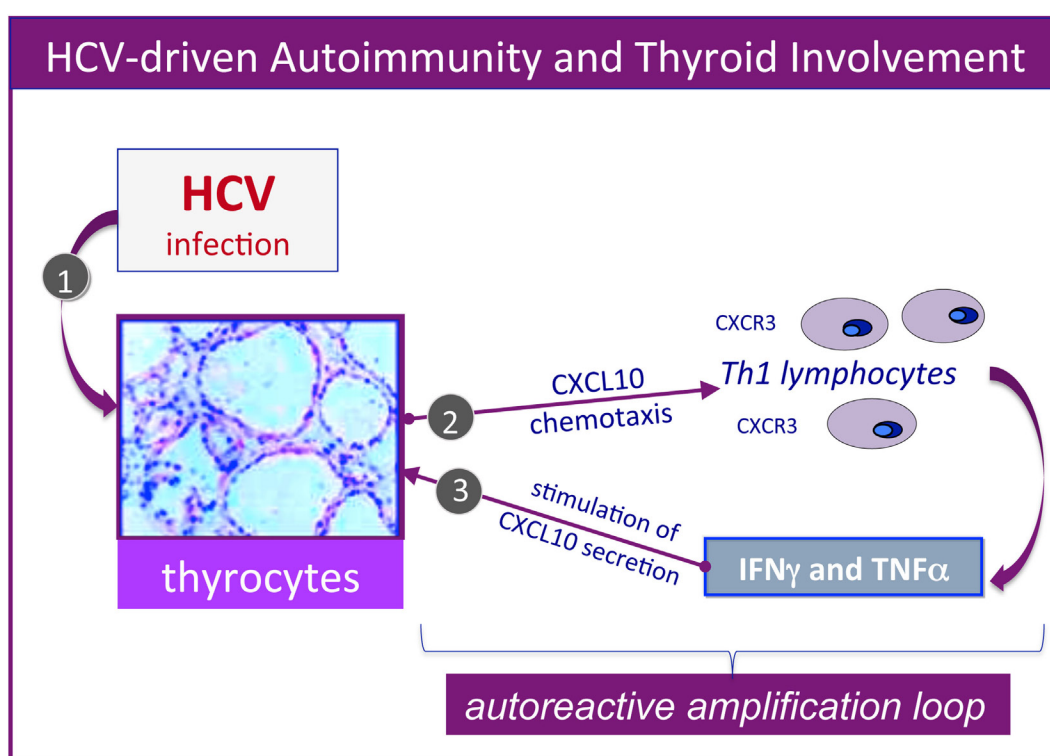 HCV-driven Autoimmunity and Thyroid Involvement
HCV
infection
1
thyrocytes
2
CXCL10
chemotaxis
CXCR3
Th1 lymphocytes
CXCR3
3
stimulation of
CXCL10 secretion
IFNγ and TNFα
autoreactive amplification loop